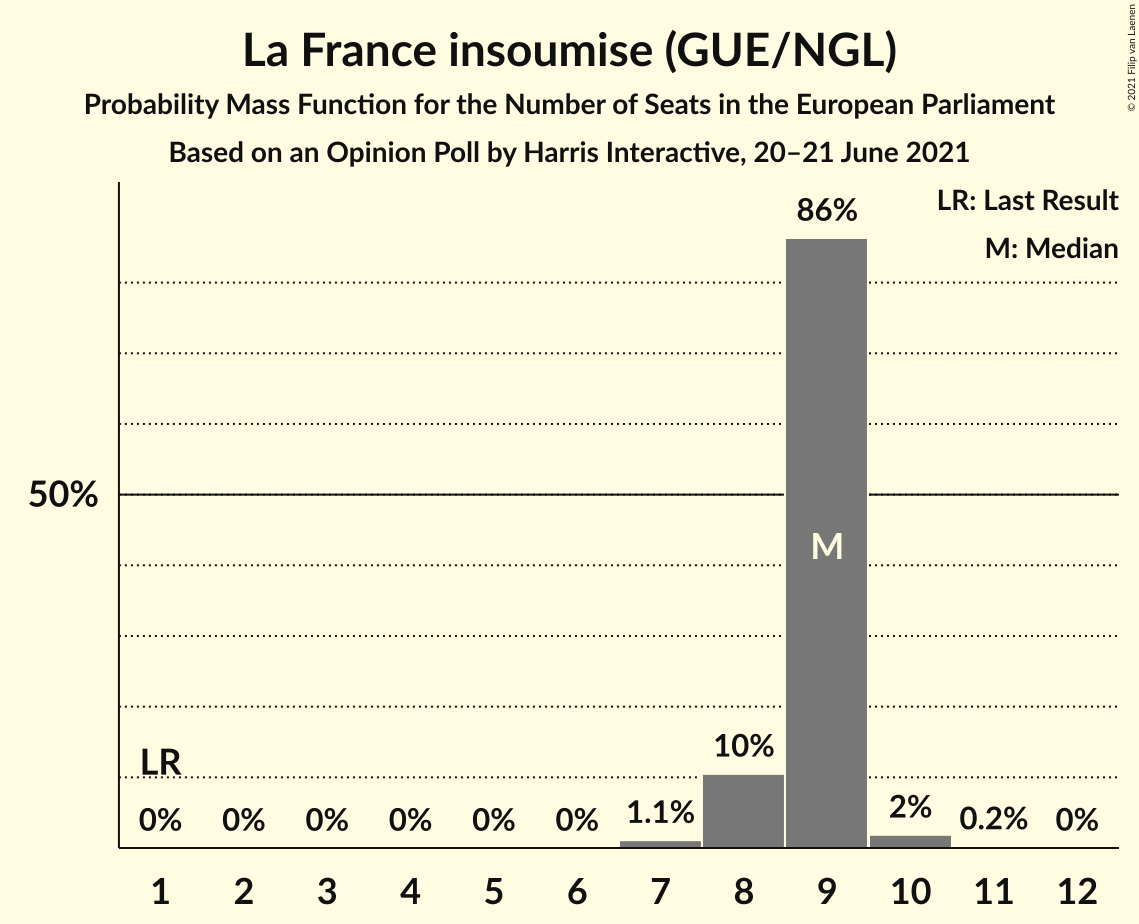 La France insoumise (GUE/NGL)
Probability Mass Function for the Number of Seats in the European Parliament
Based on an Opinion Poll by Harris Interactive, 20–21 June 2021
© 2021 Filip van Laenen
LR: Last Result
M: Median
86%
50%
M
LR
10%
0% 0% 0% 0% 0% 0% 1.1% 2% 0.2% 0%
1 2 3 4 5 6 7 8 9 10 11 12